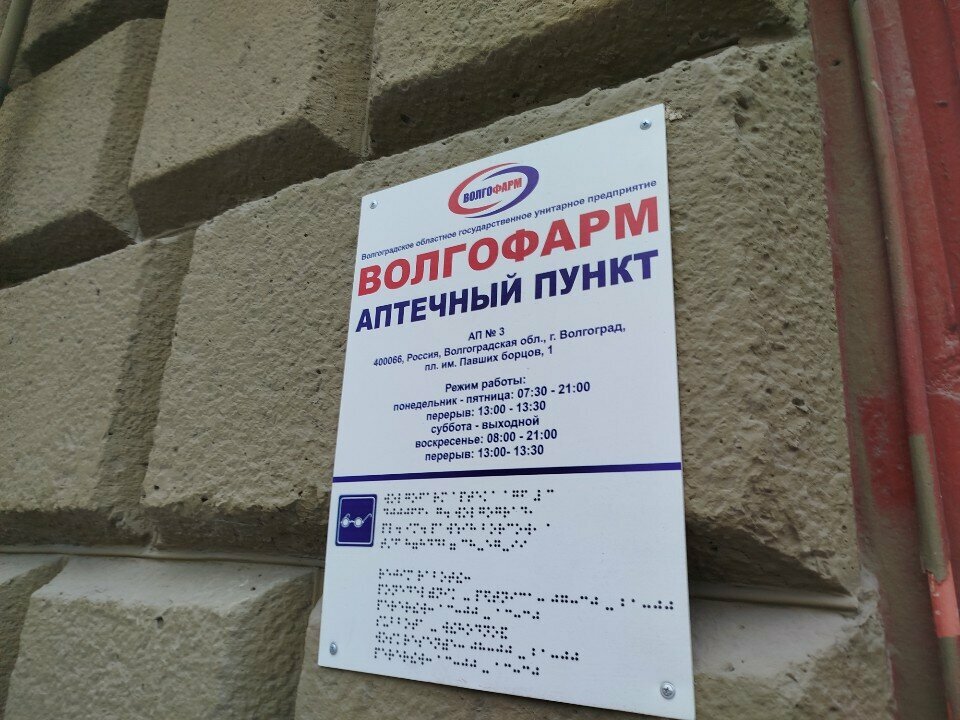 ВОЛГОФАРМ
Волгоградское областное государственное унитарное предприятие
ВОЛГОФАРМ
АПТЕЧНЫЙ ПУНКТ
АП № 3
400066, Россия, Волгоградская обл., г. Волгоград,
пл. им. Павших борцов, 1
Режим работы:
понедельник - пятница: 07:30 - 21:00
перерыв: 13:00 - 13:30
суббота - выходной
воскресенье: 08:00 - 21:00
перерыв: 13:00- 13:30